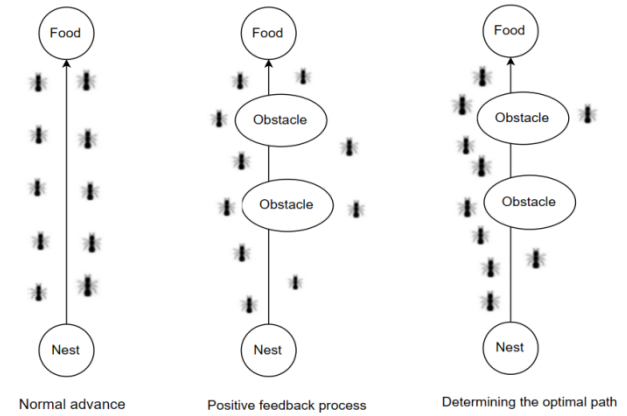 Food
Food
Food
Obstacle
Obstacle
Obstacle
Obstacle
Nest
Nest
Nest
Normal advance
Positive feedback process
Determining the optimal path